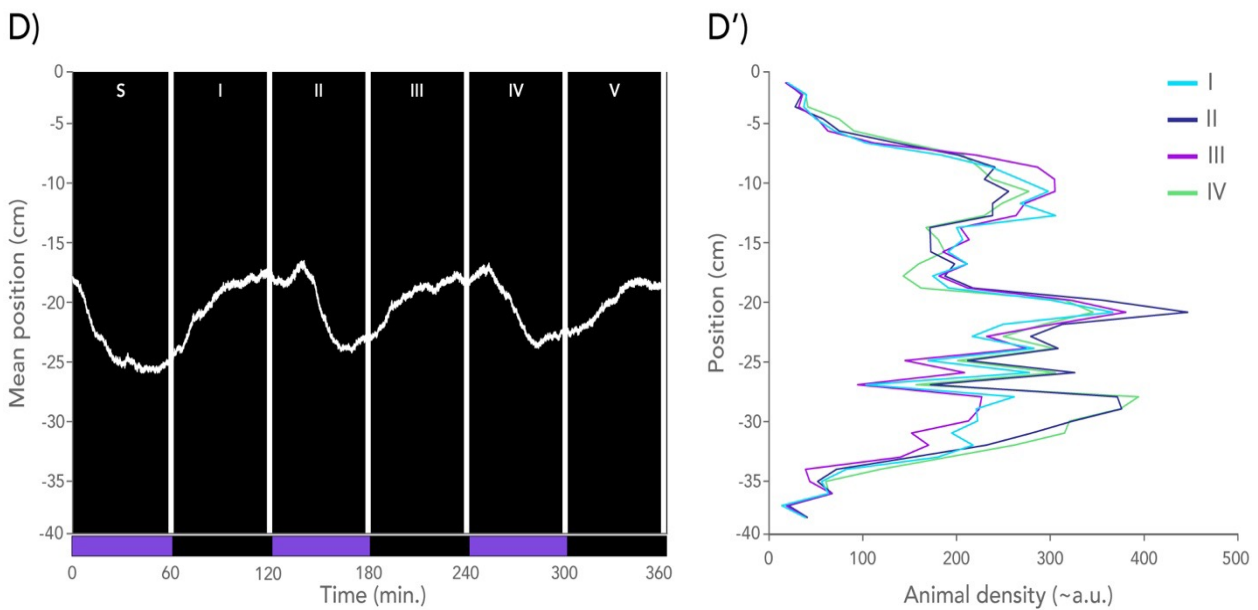 D)
0
-5
-10
-15
-20
-25
-30
-35
-40
Mean position (cm)
S I II III IV V
0 60 120 180 240 300 360
Time (min.)
D')
0
-5
-10
-15
-20
-25
-30
-35
-40
Position (cm)
I
II
III
IV
0 100 200 300 400 500
Animal density (~a.u.)